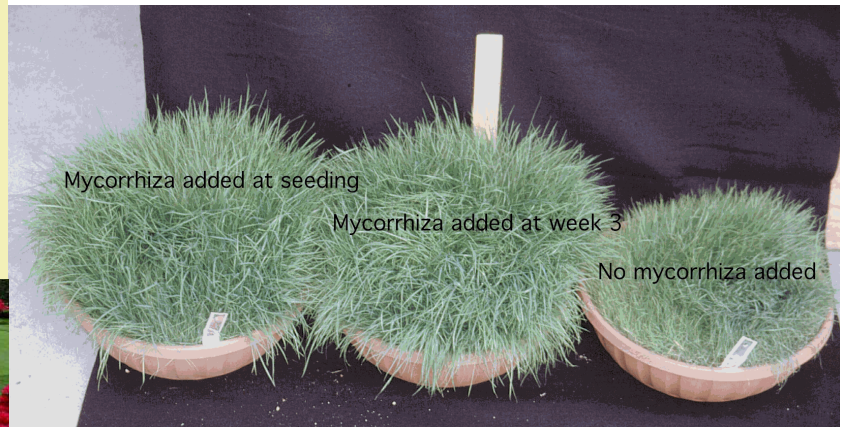 Mycorrhiza added at seeding
Mycorrhiza added at week 3
No mycorrhiza added